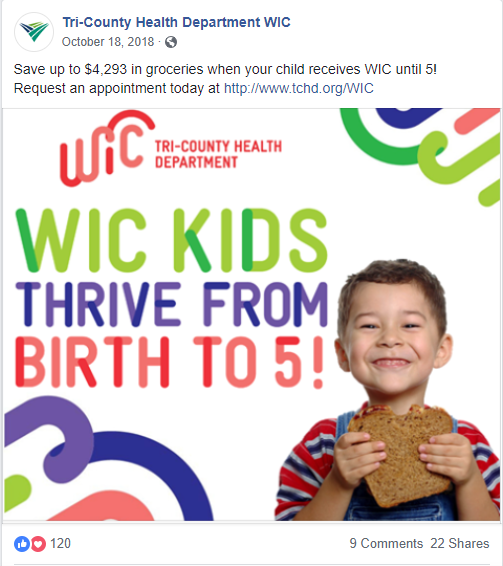 Tri-County Health Department WIC
October 18, 2018 ·
Save up to $4,293 in groceries when your child receives WIC until 5!
Request an appointment today at http://www.tchd.org/WIC
WIC TRI-COUNTY HEALTH
DEPARTMENT
WIC KIDS
THRIVE FROM
BIRTH TO 5!
120
9 Comments 22 Shares